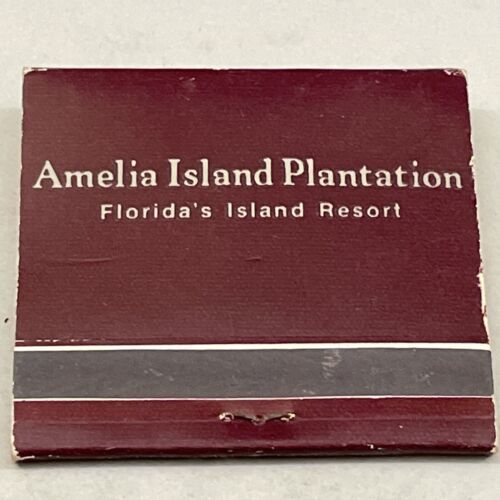 Amelia Island Plantation
Florida's Island Resort